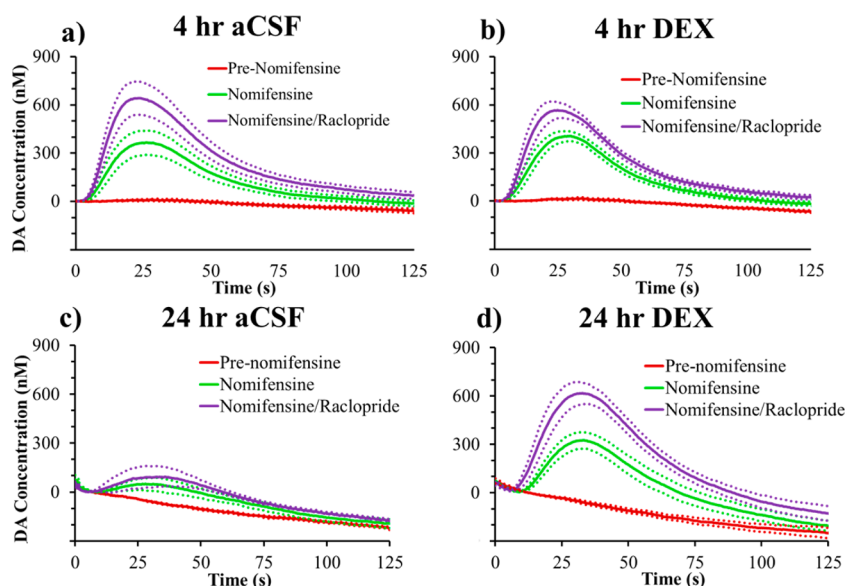 a) 4 hr aCSF
DA Concentration (nM)
900
600
300
0
Pre-Nomifensine
Nomifensine
Nomifensine/Raclopride
0 25 50 75 100 125
Time (s)
b) 4 hr DEX
900
600
300
0
Pre-Nomifensine
Nomifensine
Nomifensine/Raclopride
0 25 50 75 100 125
Time (s)
c) 24 hr aCSF
DA Concentration (nM)
900
600
300
0
Pre-nomifensine
Nomifensine
Nomifensine/Raclopride
0 25 50 75 100 125
Time (s)
d) 24 hr DEX
900
600
300
0
Pre-nomifensine
Nomifensine
Nomifensine/Raclopride
0 25 50 75 100 125
Time (s)